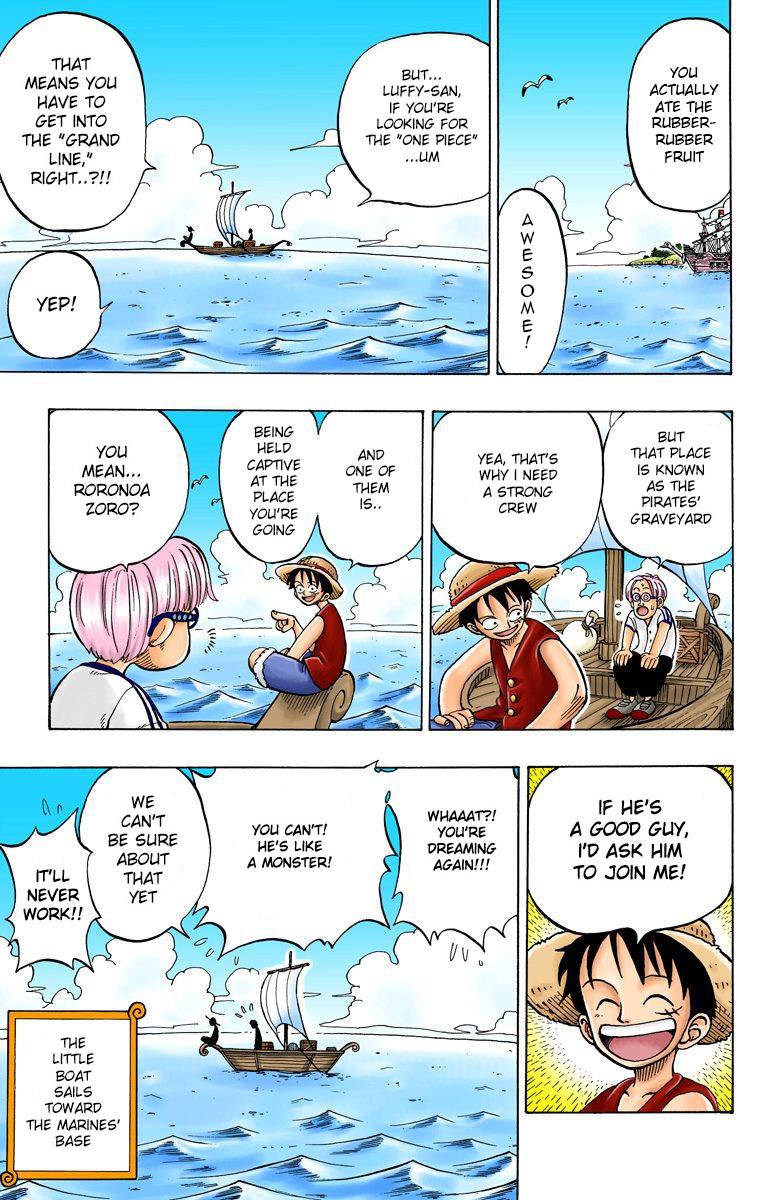 YOU
ACTUALLY
ATE THE
RUBBER-
RUBBER
FRUIT
AWESOME!
BUT...
LUFFY-SAN,
IF YOU'RE
LOOKING FOR
THE "ONE PIECE"
...UM
THAT
MEANS YOU
HAVE TO
GET INTO
THE "GRAND
LINE,"
RIGHT..?!!
YEP!
BUT
THAT PLACE
IS KNOWN
AS THE
PIRATES'
GRAVEYARD
YEA, THAT'S
WHY I NEED
A STRONG
CREW
AND
ONE OF
THEM
IS..
BEING
HELD
CAPTIVE
AT THE
PLACE
YOU'RE
GOING
YOU
MEAN...
RORONOA
ZORO?
IF HE'S
A GOOD GUY,
I'D ASK HIM
TO JOIN ME!
WHAAAT?!
YOU'RE
DREAMING
AGAIN!!!
YOU CAN'T!
HE'S LIKE
A MONSTER!
WE
CAN'T
BE SURE
ABOUT
THAT
YET
IT'LL
NEVER
WORK!!
THE
LITTLE
BOAT
SAILS
TOWARD
THE MARINES'
BASE